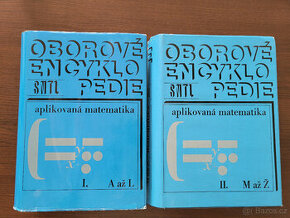 OBOROVÉ
ENCYKLO
SNTL PEDIE
aplikovaná matematika
I. A až L
OBOROVÉ
ENCYKLO
SNTL PEDIE
aplikovaná matematika
II. M až Ž